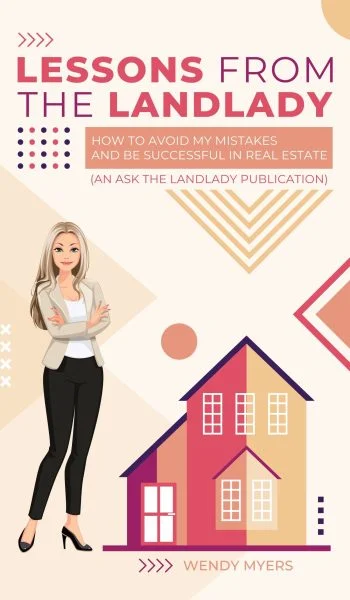 LESSONS FROM
THE LANDLADY
HOW TO AVOID MY MISTAKES
AND BE SUCCESSFUL IN REAL ESTATE
(AN ASK THE LANDLADY PUBLICATION)
WENDY MYERS